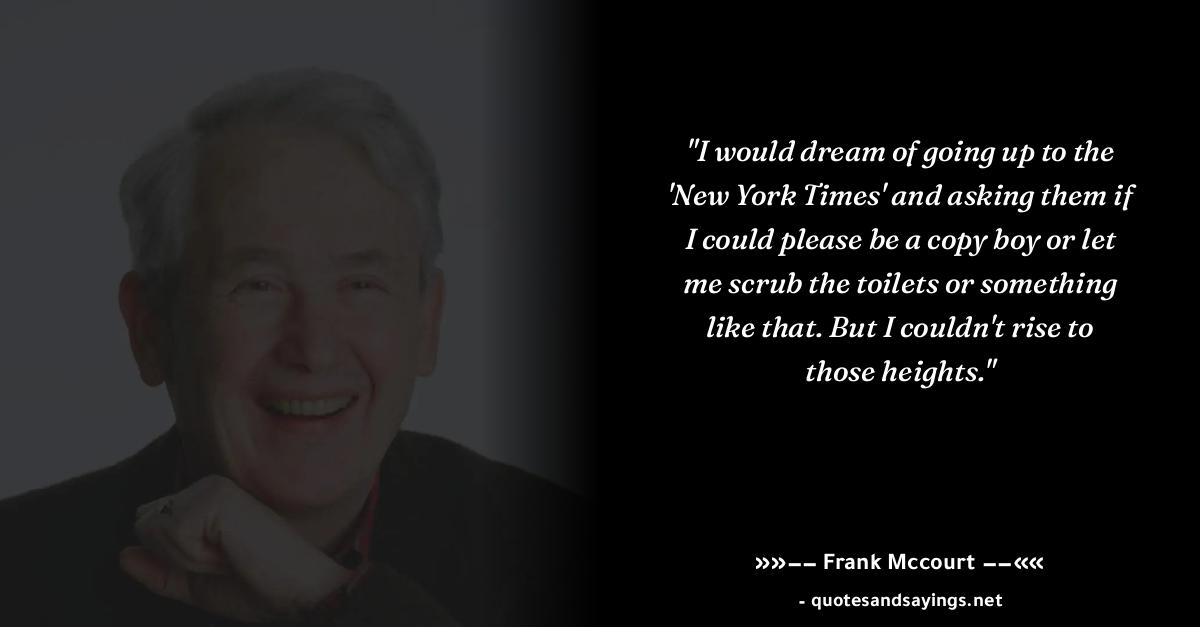 "I would dream of going up to the
'New York Times' and asking them if
I could please be a copy boy or let
me scrub the toilets or something
like that. But I couldn't rise to
those heights."
»»–– Frank Mccourt ––««
- quotesandsayings.net